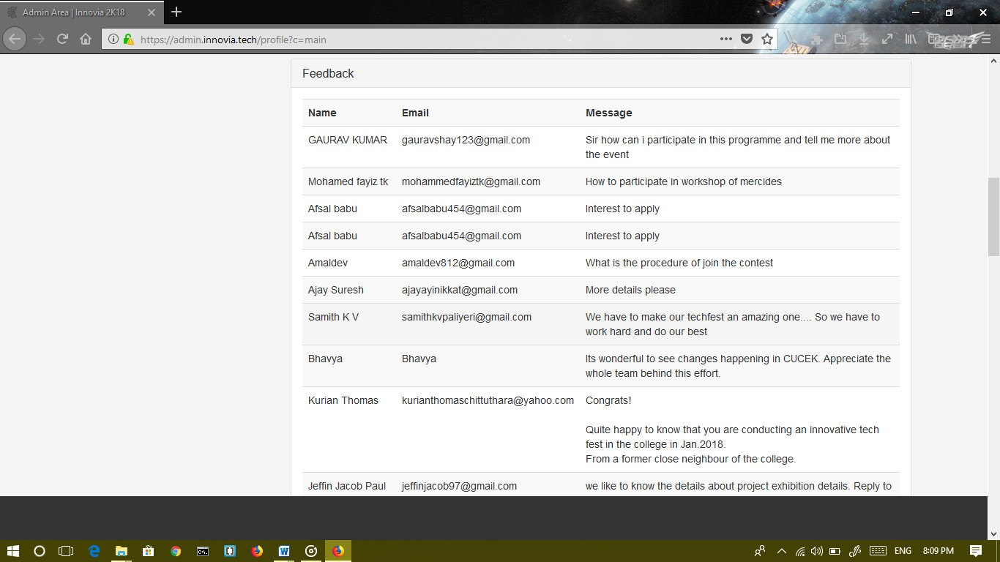 Admin Area | Innovia 2K18
https://admin.innovia.tech/profile?c=main
Feedback
Name Email Message
GAURAV KUMAR gauravshay123@gmail.com Sir how can i participate in this programme and tell me more about
the event
Mohamed fayiz tk mohammedfayiztk@gmail.com How to participate in workshop of mercides
Afsal babu afsalbabu454@gmail.com Interest to apply
Afsal babu afsalbabu454@gmail.com Interest to apply
Amaldev amaldev812@gmail.com What is the procedure of join the contest
Ajay Suresh ajayayinikkat@gmail.com More details please
Samith K V samithkvpaliyeri@gmail.com We have to make our techfest an amazing one.... So we have to
work hard and do our best
Bhavya Bhavya Its wonderful to see changes happening in CUCEK. Appreciate the
whole team behind this effort.
Kurian Thomas kurianthomaschittuthara@yahoo.com Congrats!
Quite happy to know that you are conducting an innovative tech
fest in the college in Jan.2018.
From a former close neighbour of the college.
Jeffin Jacob Paul jeffinjacob97@gmail.com we like to know the details about project exhibition details. Reply to
ENG 8:09 PM